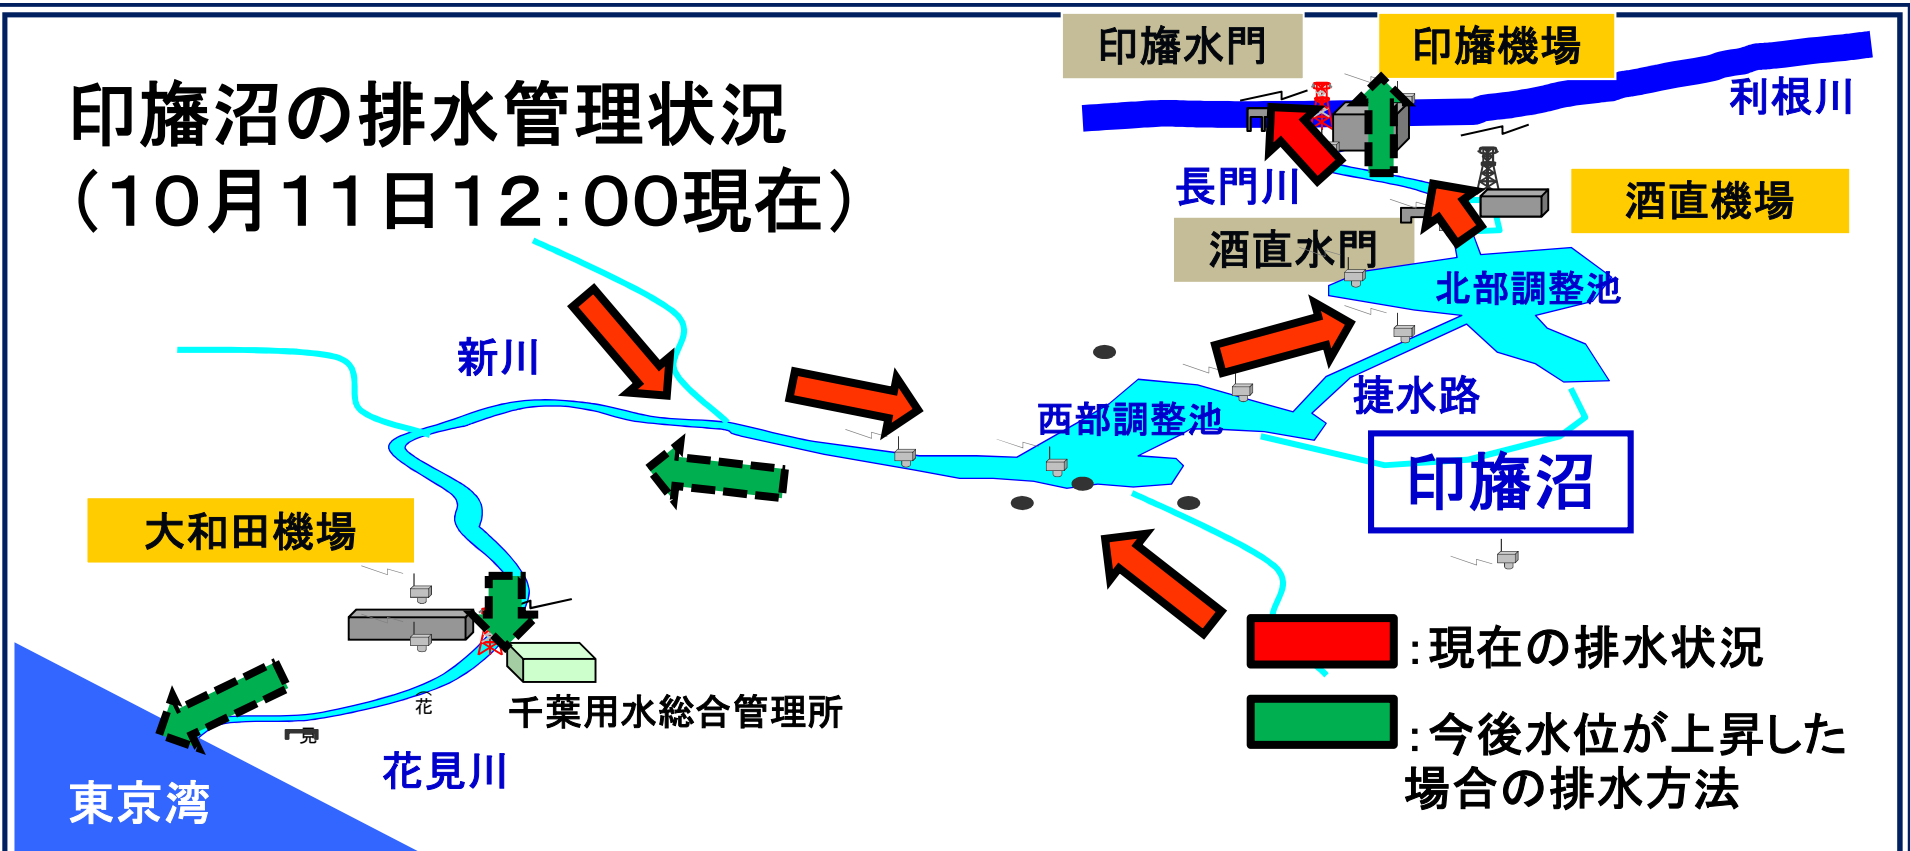 印旛沼の排水管理状況
（１０月１１日１２：００現在）
印旛水門
印旛機場
利根川
長門川
酒直機場
酒直水門
北部調整池
新川
捷水路
西部調整池
印旛沼
大和田機場
：現在の排水状況
千葉用水総合管理所
花
見
：今後水位が上昇した
場合の排水方法
花見川
東京湾